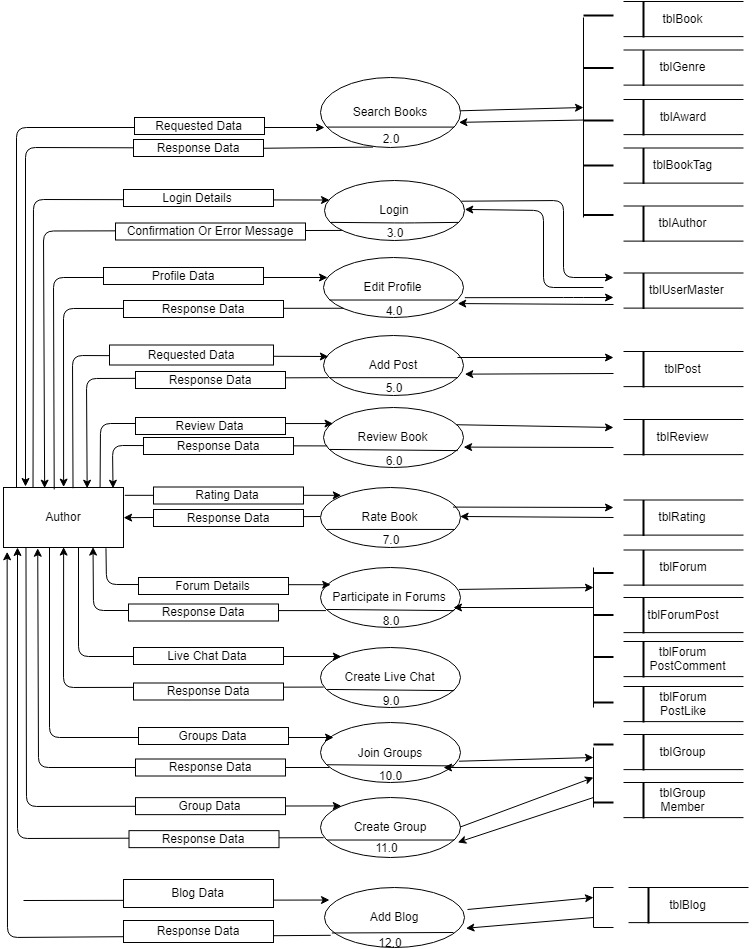 tblBook
tblGenre
Search Books
tblAward
Requested Data
2.0
Response Data
tblBookTag
Login Details
Login
tblAuthor
Confirmation Or Error Message
3.0
Profile Data
Edit Profile
tblUserMaster
Response Data
4.0
Requested Data
Add Post
tblPost
Response Data
5.0
Review Data
Review Book
tblReview
Response Data
6.0
Rating Data
Author
Response Data
Rate Book
tblRating
7.0
tblForum
Forum Details
Participate in Forums
Response Data
8.0
tblForumPost
Live Chat Data
tblForum
PostComment
Create Live Chat
Response Data
9.0
tblForum
PostLike
Groups Data
Join Groups
tblGroup
Response Data
10.0
Group Data
tblGroup
Member
Create Group
Response Data
11.0
Blog Data
Add Blog
tblBlog
Response Data
12.0